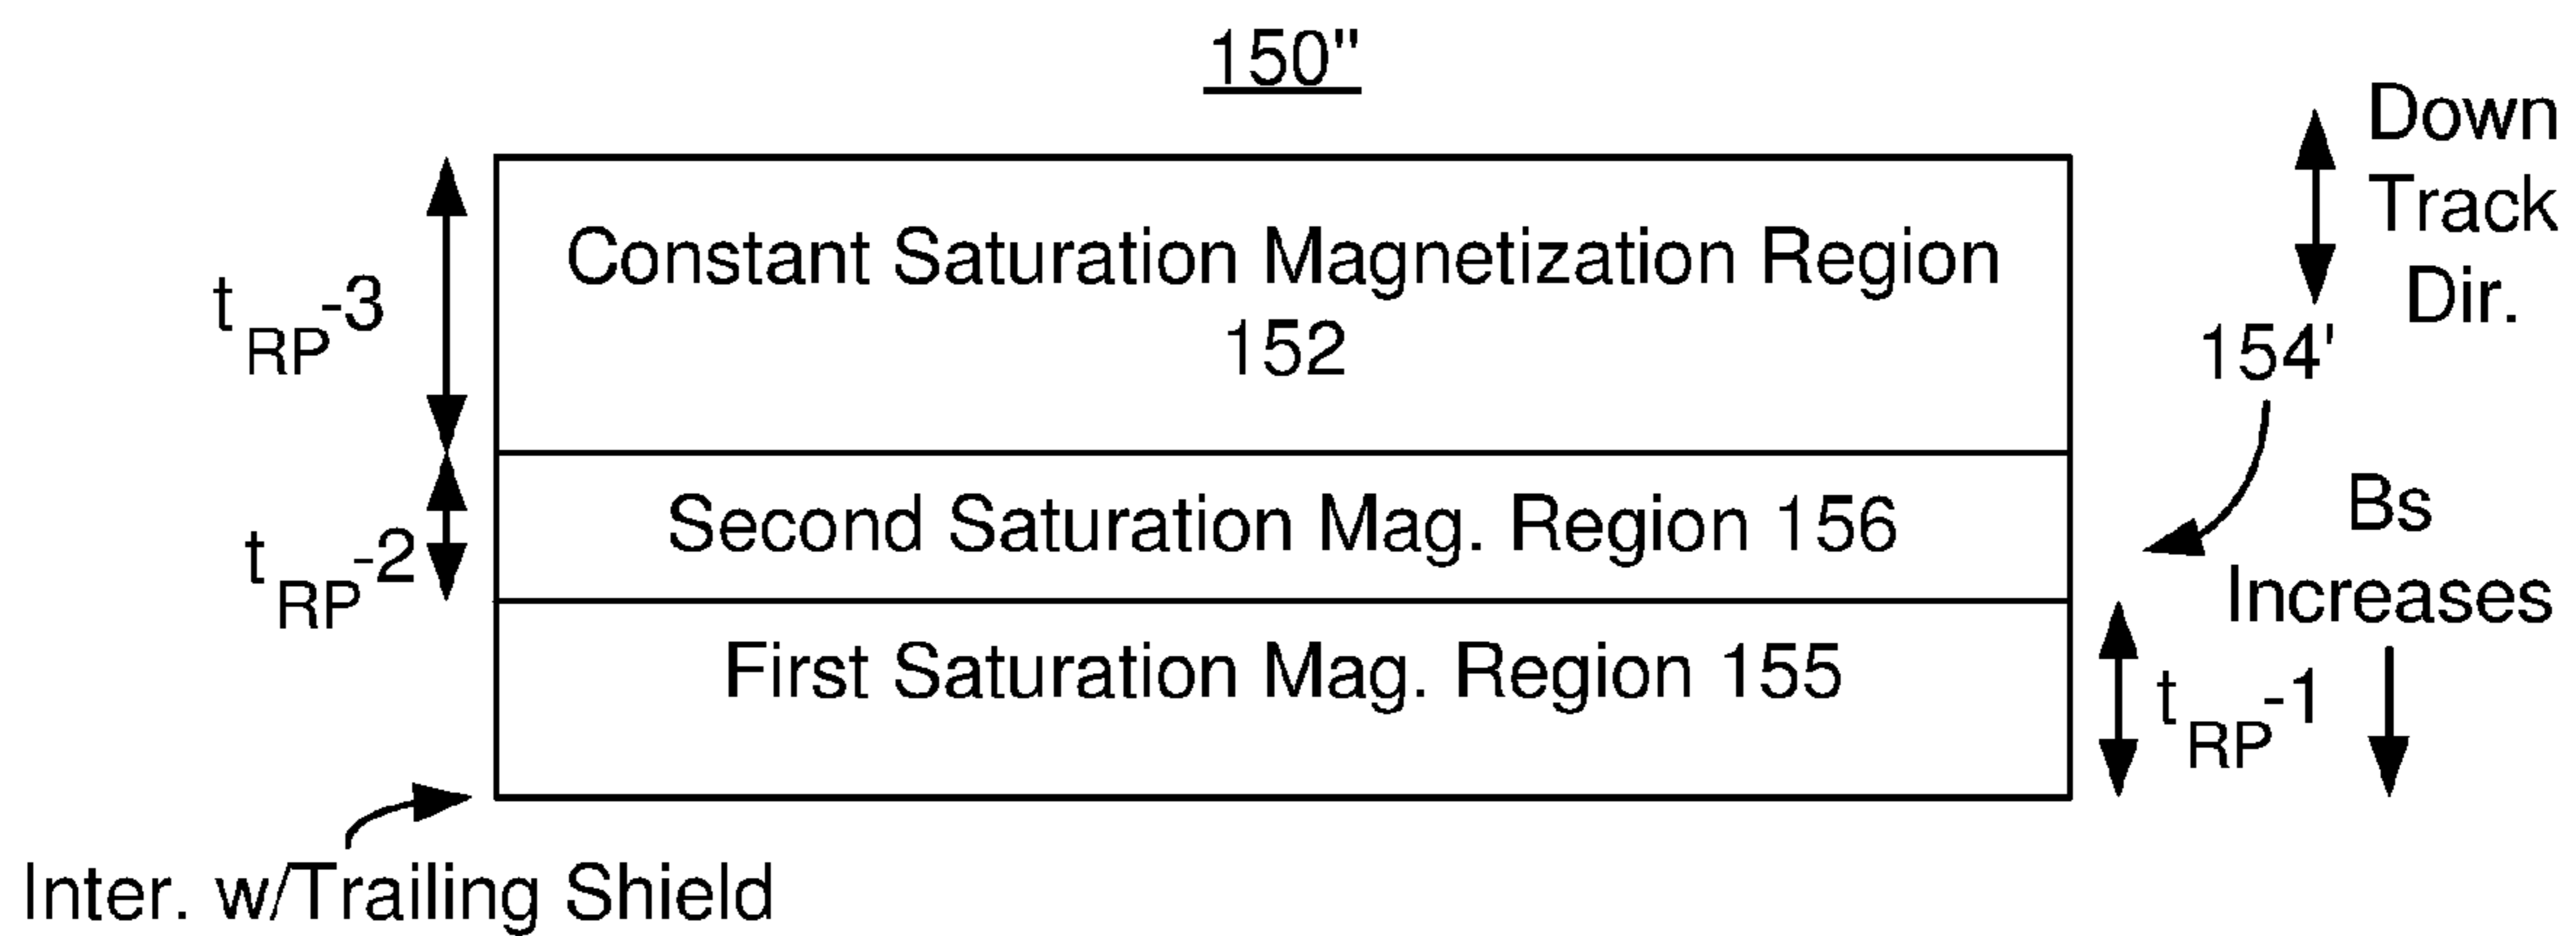 150"
Down
Track
Dir.
Constant Saturation Magnetization Region
152
t RP-3
154'
Second Saturation Mag. Region 156
t RP-2
Bs
Increases
First Saturation Mag. Region 155
t RP-1
Inter. w/Trailing Shield